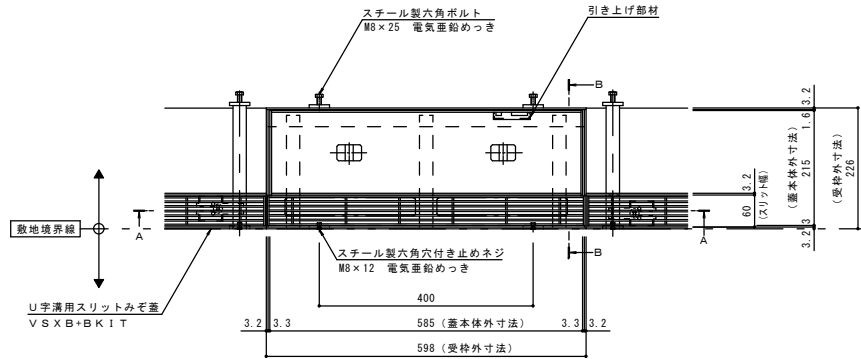 スチール製六角ボルト
M8×25 電気亜鉛めっき
引き上げ部材
B
3.2
1.6
215
(蓋本体外寸法)
226
(受枠外寸法)
3.2
60
(スリット幅)
3
3.2
A
A
敷地境界線
B
スチール製六角穴付き止めネジ
M8×12 電気亜鉛めっき
U字溝用スリットみぞ蓋
VSXB+BKIT
400
3.2
3.3
585(蓋本体外寸法)
3.3
3.2
598(受枠外寸法)